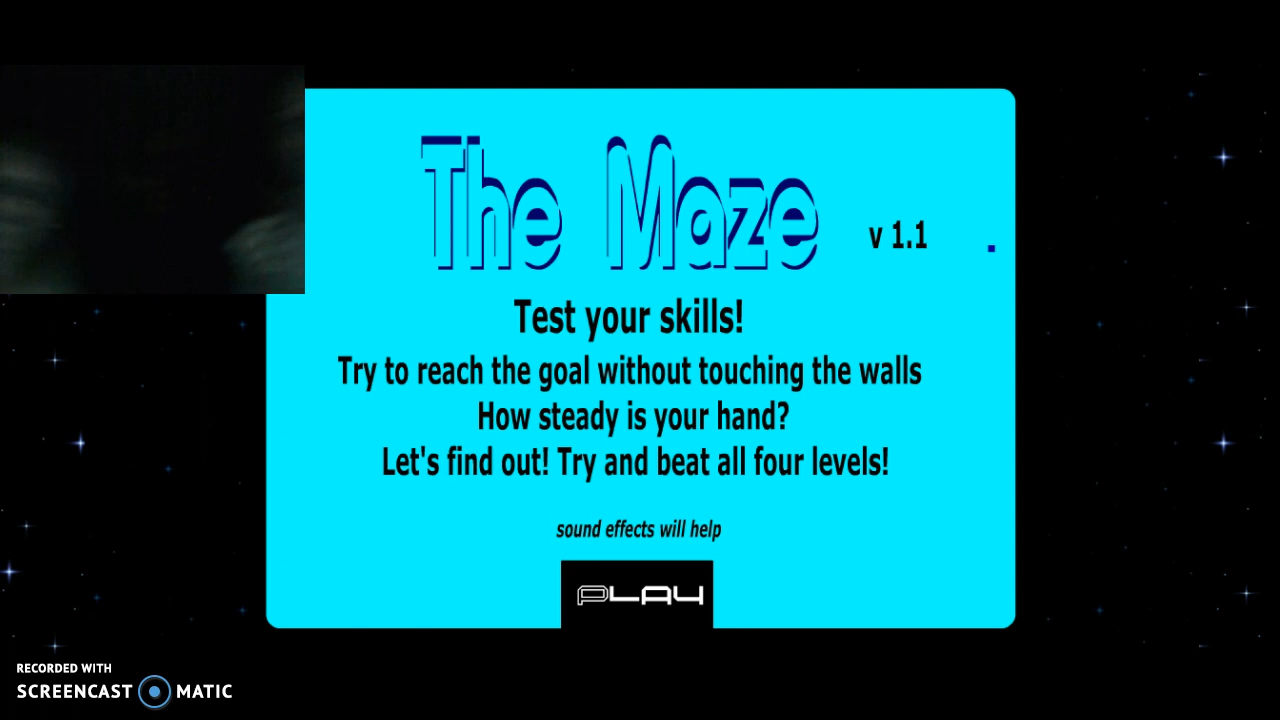 The Maze
v 1.1
Test your skills!
Try to reach the goal without touching the walls
How steady is your hand?
Let's find out! Try and beat all four levels!
sound effects will help
PLAY
RECORDED WITH
SCREENCAST MATIC